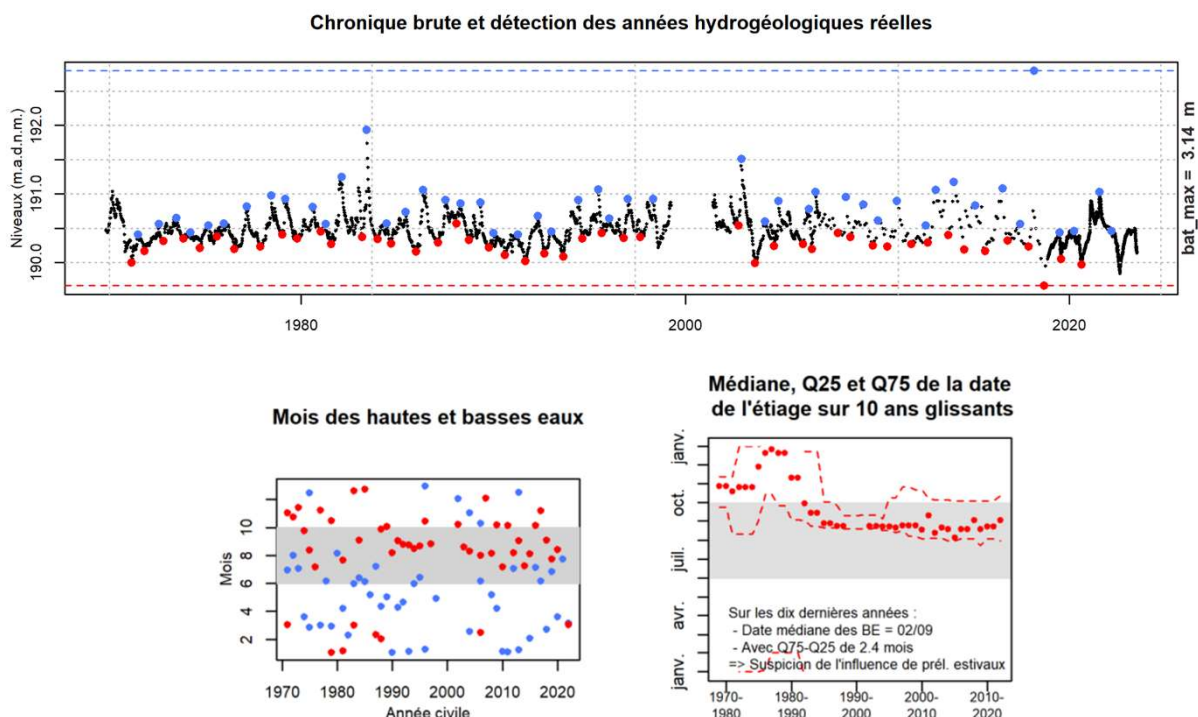 Chronique brute et détection des années hydrogéologiques réelles
Niveaux (m.a.d.n.m.)
192.0
191.0
190.0
bat_max = 3.14 m
1980
2000
2020
Mois des hautes et basses eaux
Mois
10
8
6
4
2
1970 1980 1990 2000 2010 2020
Année civile
Médiane, Q25 et Q75 de la date
de l'étiage sur 10 ans glissants
janv.
oct.
juil.
avr.
janv.
Sur les dix dernières années :
- Date médiane des BE = 02/09
- Avec Q75-Q25 de 2.4 mois
=> Suspicion de l'influence de prél. estivaux
1970- 1980- 1990- 2000- 2010-
1980 1990 2000 2010 2020